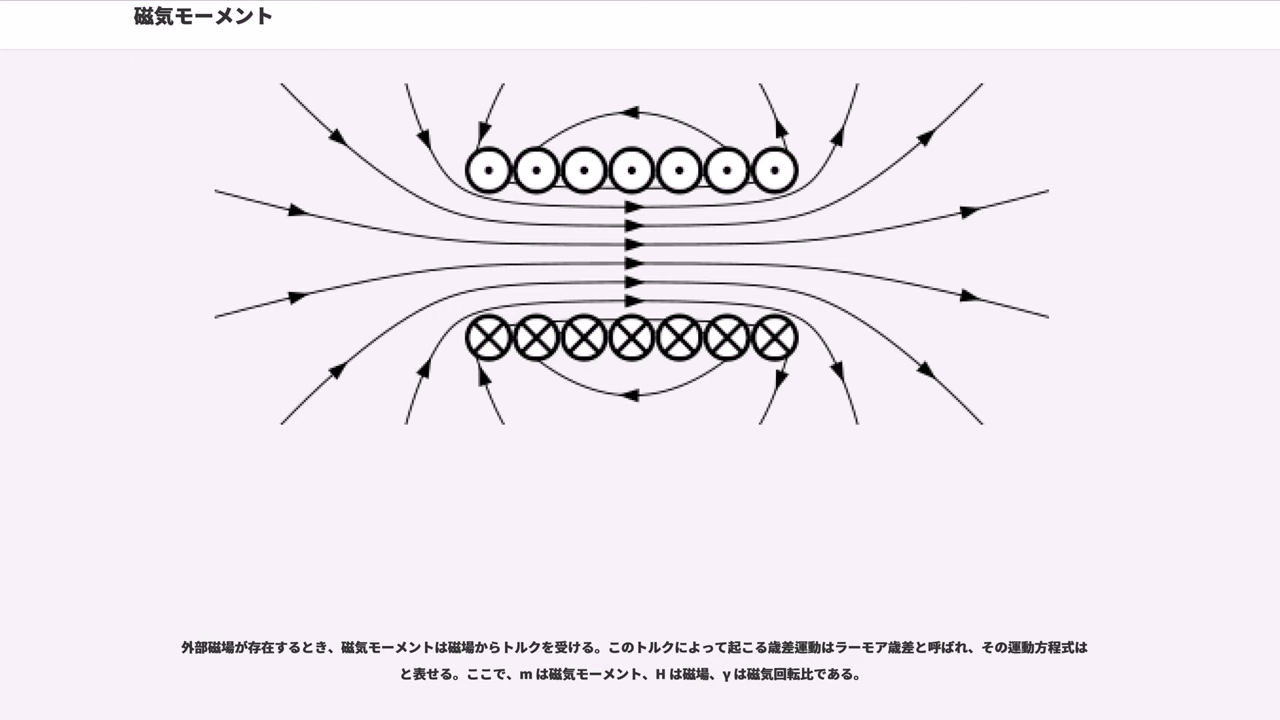 磁気モーメント
外部磁場が存在するとき、磁気モーメントは磁場からトルクを受ける。このトルクによって起こる歳差運動はラーモア歳差と呼ばれ、その運動方程式は
と表せる。ここで、m は磁気モーメント、H は磁場、γ は磁気回転比である。